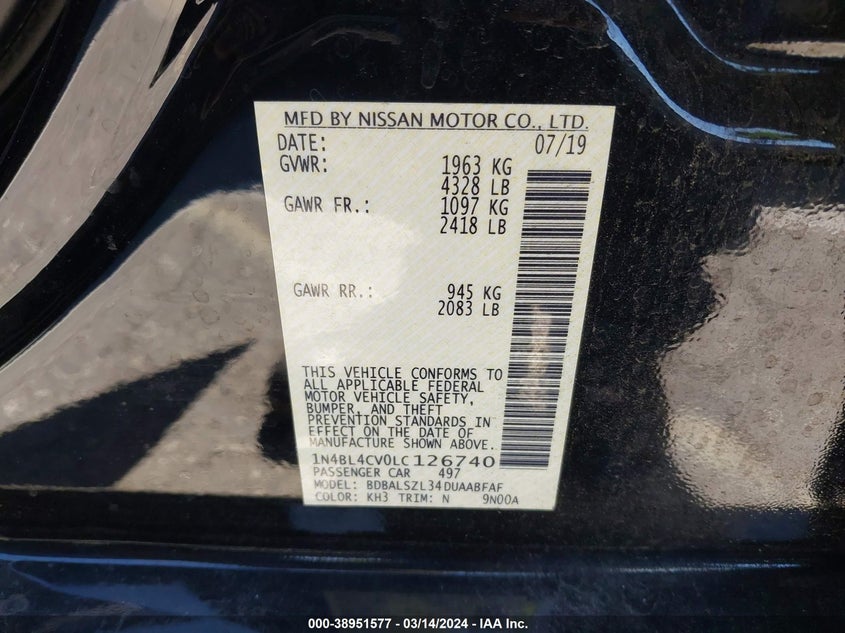 MFD BY NISSAN MOTOR CO., LTD.
DATE: 07/19
GVWR: 1963 KG
4328 LB
GAWR FR.: 1097 KG
2418 LB
GAWR RR.: 945 KG
2083 LB
THIS VEHICLE CONFORMS TO
ALL APPLICABLE FEDERAL
MOTOR VEHICLE SAFETY,
BUMPER, AND THEFT
PREVENTION STANDARDS IN
EFFECT ON THE DATE OF
MANUFACTURE SHOWN ABOVE.
1N4BL4CV0LC126740
PASSENGER CAR 497
MODEL: BDBALSZL34DUAABFAF
COLOR: KH3 TRIM: N 9N00A
000-38951577 — 03/14/2024 — IAA Inc.